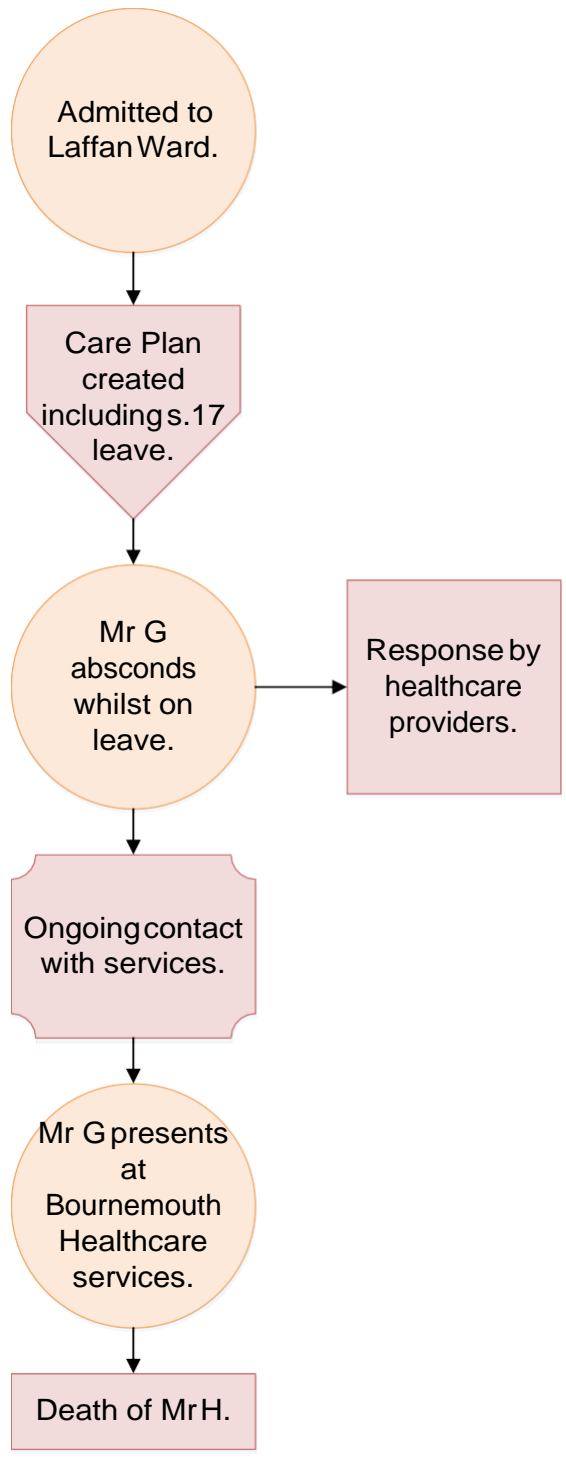 Admitted to
Laffan Ward.
Care Plan
created
including s.17
leave.
Mr G
absconds
whilst on
leave.
Response by
healthcare
providers.
Ongoing contact
with services.
Mr G presents
at
Bournemouth
Healthcare
services.
Death of Mr H.